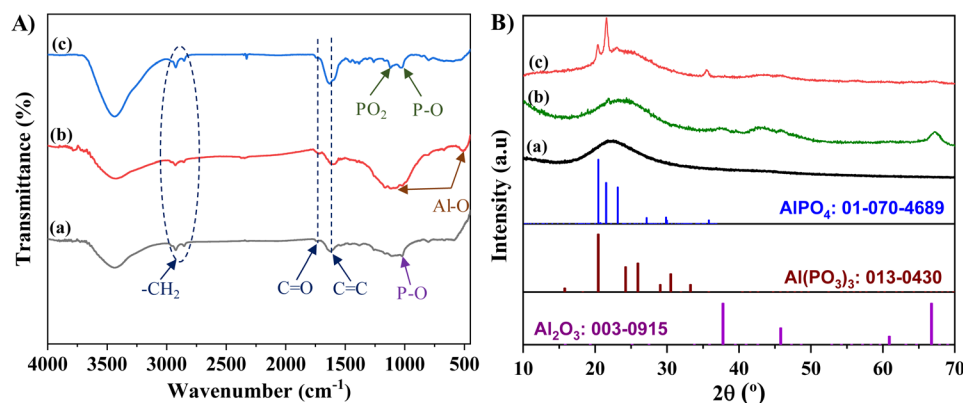 A)
Transmittance (%)
(c)
(b)
(a)
PO₂
P-O
Al-O
-CH₂
C=O
C=C
P-O
4000 3500 3000 2500 2000 1500 1000 500
Wavenumber (cm⁻¹)
B)
Intensity (a.u)
(c)
(b)
(a)
AlPO₄: 01-070-4689
Al(PO₃)₃: 013-0430
Al₂O₃: 003-0915
10 20 30 40 50 60 70
2θ (º)